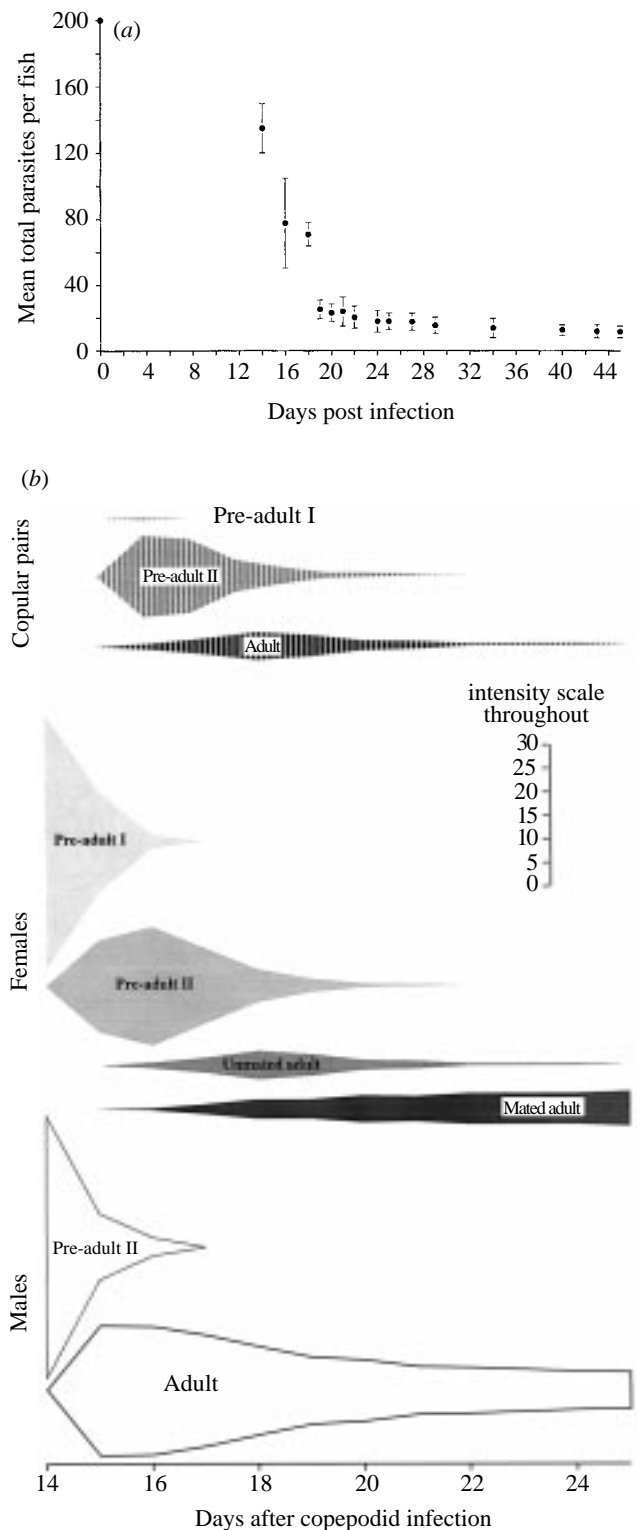 (a)
Mean total parasites per fish
200
160
120
80
40
0
0 4 8 12 14 16 20 24 28 32 36 40 44
Days post infection
(b)
Copular pairs
Pre-adult I
Pre-adult II
Adult
intensity scale
throughout
30
25
20
15
10
5
0
Females
Pre-adult I
Pre-adult II
Unmated adult
Mated adult
Males
Pre-adult II
Adult
14 16 18 20 22 24
Days after copepodid infection